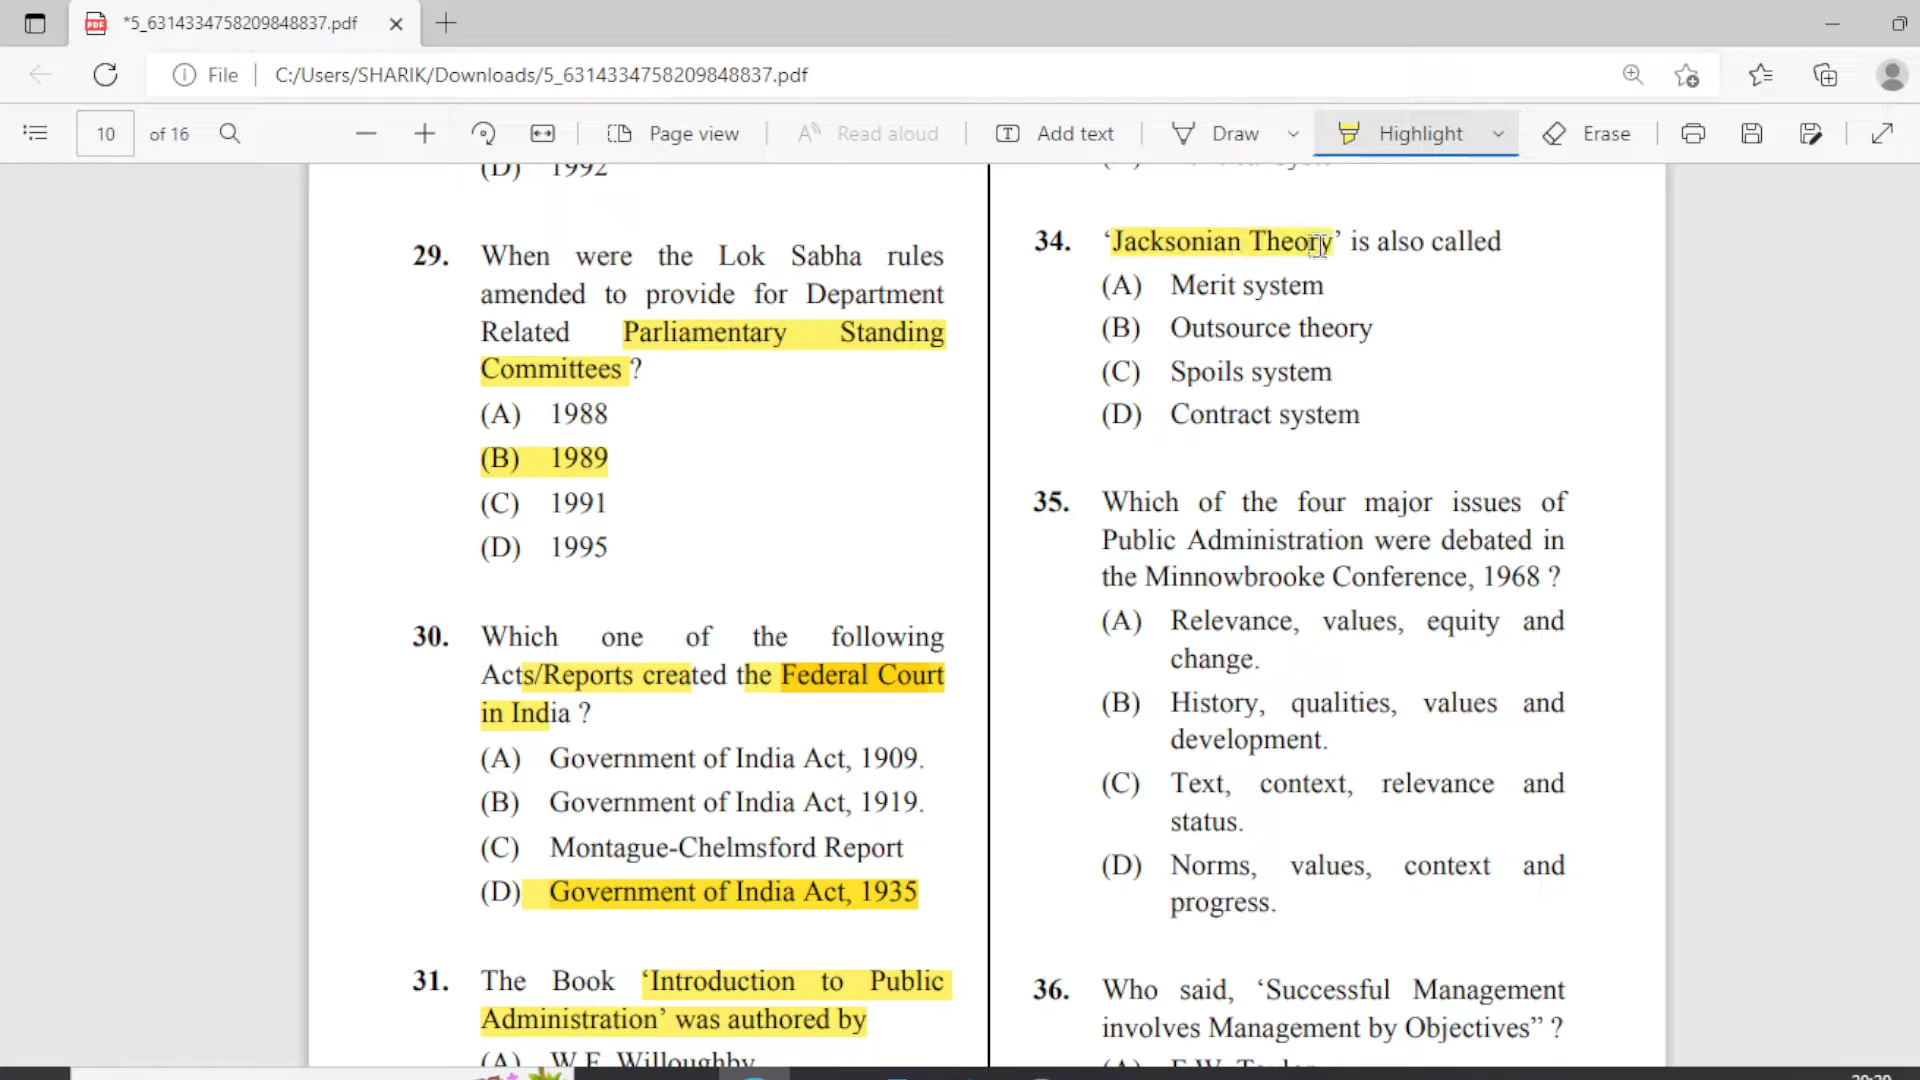 *5_6314334758209848837.pdf
File
C:/Users/SHARIK/Downloads/5_6314334758209848837.pdf
10 of 16
Page view
Read aloud
Add text
Draw
Highlight
Erase
(D) 1992
29. When were the Lok Sabha rules
amended to provide for Department
Related Parliamentary Standing
Committees ?
(A) 1988
(B) 1989
(C) 1991
(D) 1995
30. Which one of the following
Acts/Reports created the Federal Court
in India ?
(A) Government of India Act, 1909.
(B) Government of India Act, 1919.
(C) Montague-Chelmsford Report
(D) Government of India Act, 1935
31. The Book ‘Introduction to Public
Administration’ was authored by
(A) W.F. Willoughby
34. ‘Jacksonian Theory’ is also called
(A) Merit system
(B) Outsource theory
(C) Spoils system
(D) Contract system
35. Which of the four major issues of
Public Administration were debated in
the Minnowbrooke Conference, 1968 ?
(A) Relevance, values, equity and
change.
(B) History, qualities, values and
development.
(C) Text, context, relevance and
status.
(D) Norms, values, context and
progress.
36. Who said, ‘Successful Management
involves Management by Objectives” ?